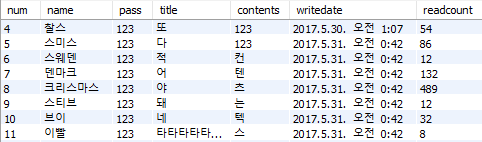 num name pass title contents writedate readcount
4 찰스 123 또 123 2017.5.30. 오전 1:07 54
5 스미스 123 다 123 2017.5.31. 오전 0:42 86
6 스웨덴 123 적 컨 2017.5.31. 오전 0:42 12
7 덴마크 123 어 텐 2017.5.31. 오전 0:42 132
8 크리스마스 123 야 츠 2017.5.31. 오전 0:42 489
9 스티브 123 돼 는 2017.5.31. 오전 0:42 12
10 브이 123 네 텍 2017.5.31. 오전 0:42 32
11 이빨 123 타타타타타... 스 2017.5.31. 오전 0:42 8